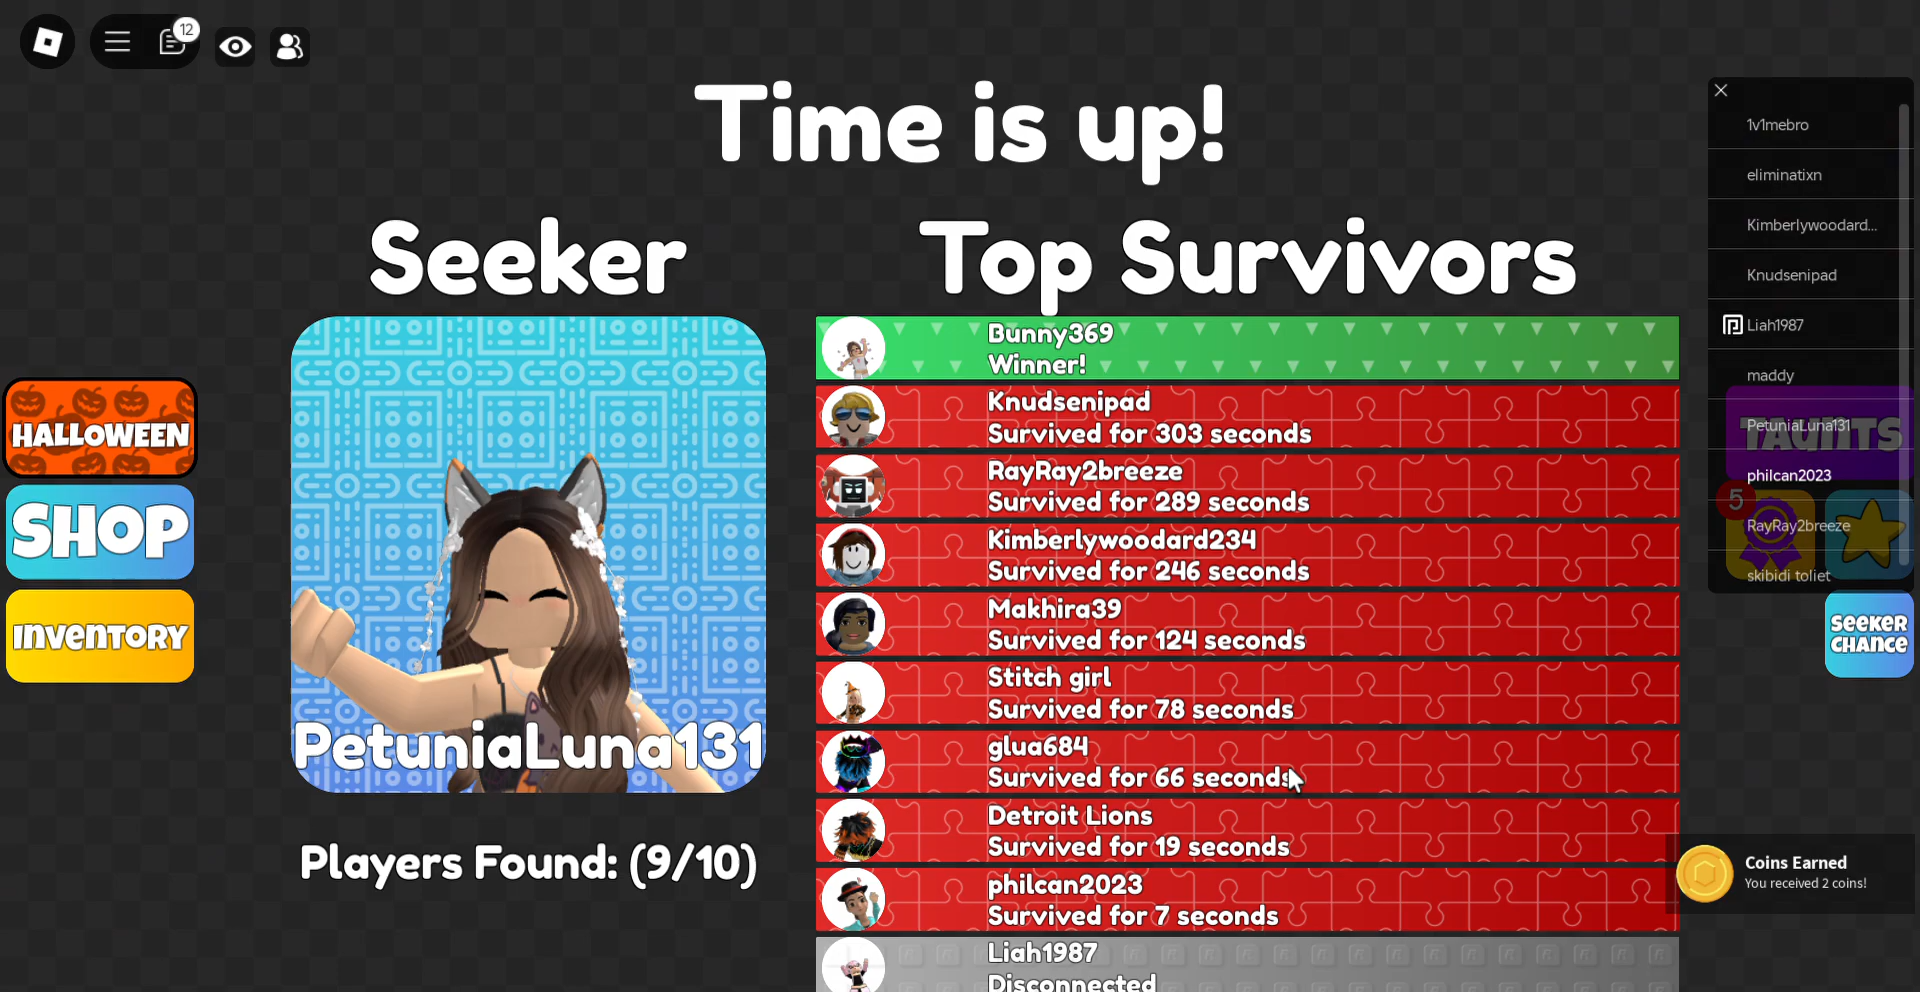 12
Time is up!
Seeker
Top Survivors
HALLOWEEN
SHOP
INVENTORY
PetuniaLuna131
Players Found: (9/10)
Bunny369
Winner!
Knudsenipad
Survived for 303 seconds
RayRay2breeze
Survived for 289 seconds
Kimberlywoodard234
Survived for 246 seconds
Makhira39
Survived for 124 seconds
Stitch girl
Survived for 78 seconds
glua684
Survived for 66 seconds
Detroit Lions
Survived for 19 seconds
philcan2023
Survived for 7 seconds
Liah1987
Disconnected
1v1mebro
eliminatixn
Kimberlywoodard...
Knudsenipad
Liah1987
maddy
PetuniaLuna131
TAUNTS
philcan2023
5
RayRay2breeze
skibidi toliet
SEEKER
CHANCE
Coins Earned
You received 2 coins!